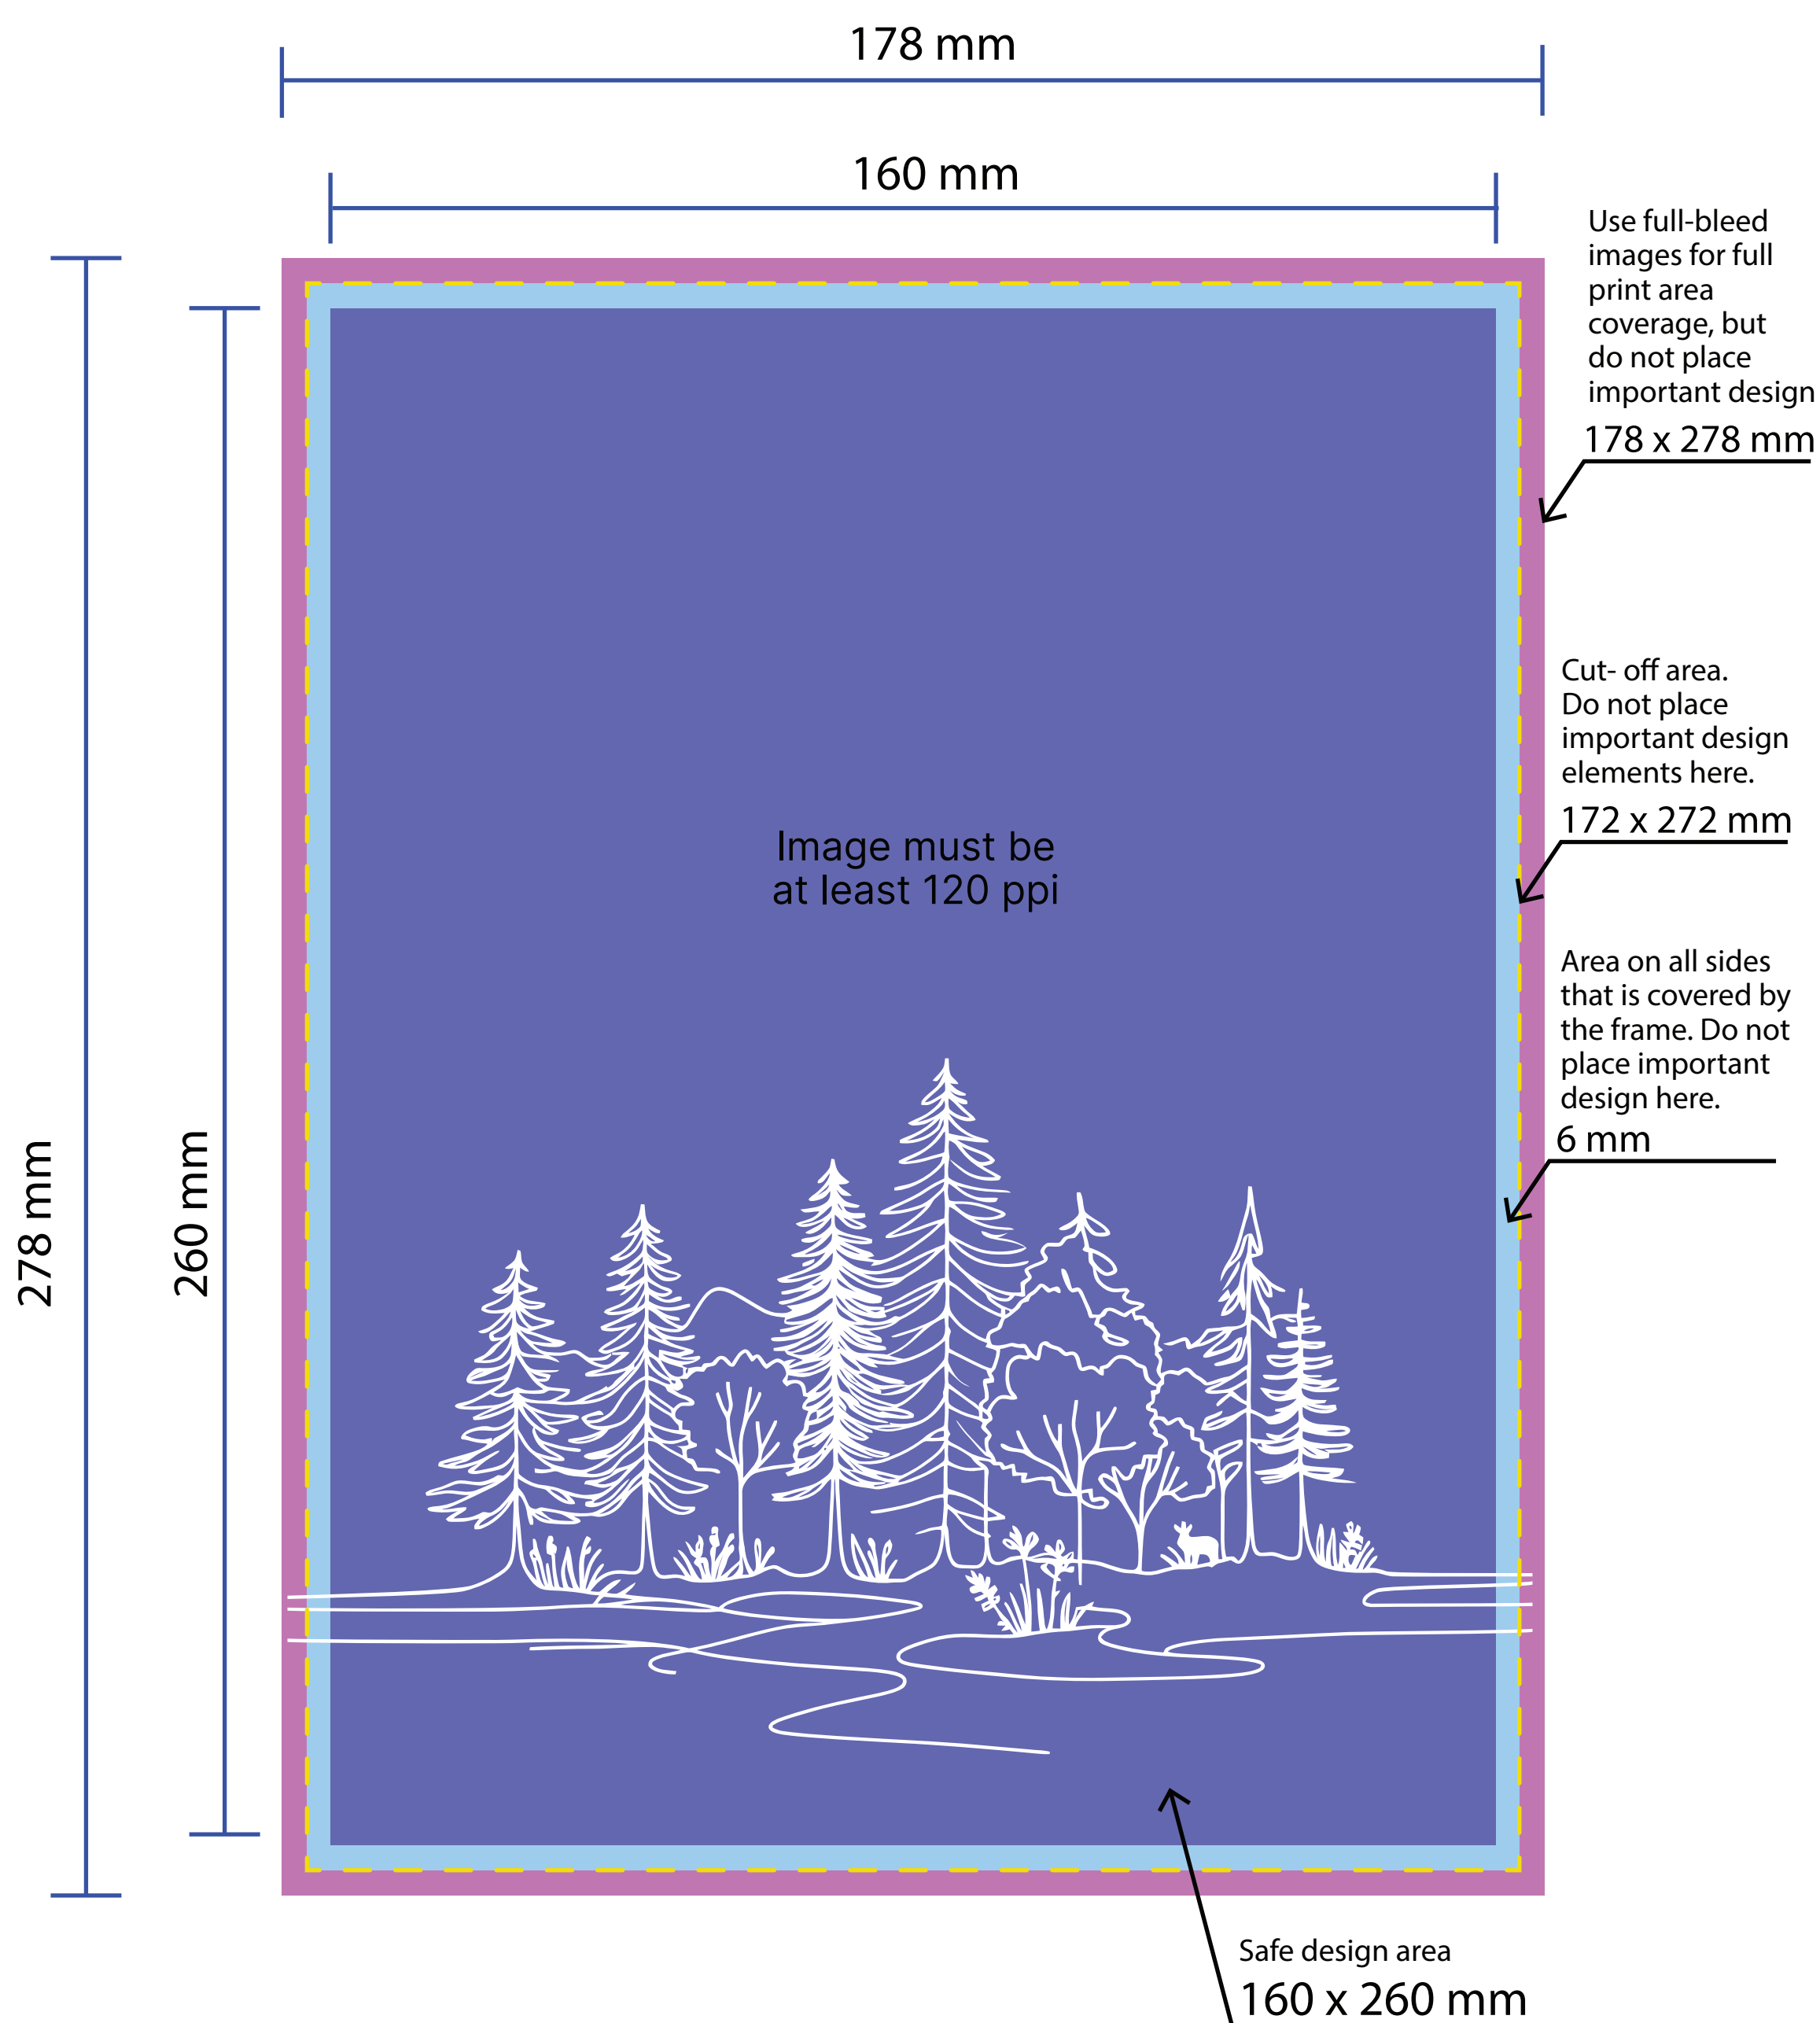 178 mm
160 mm
Use full-bleed
images for full
print area
coverage, but
do not place
important design
178 x 278 mm
Cut- off area.
Do not place
important design
elements here.
172 x 272 mm
Image must be
at least 120 ppi
Area on all sides
that is covered by
the frame. Do not
place important
design here.
6 mm
278 mm
260 mm
Safe design area
160 x 260 mm